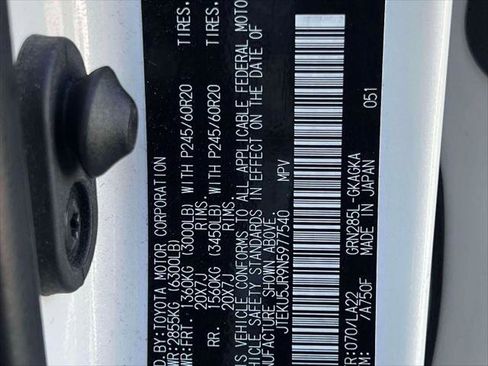 D. BY:TOYOTA MOTOR CORPORATION
WR:2855KG (6300LB)
WR:FRT. 1360KG (3000LB) WITH P245/60R20 TIRES.
20X7J RIMS.
RR. 1560KG (3450LB) WITH P245/60R20 TIRES.
20X7J RIMS.
IS VEHICLE CONFORMS TO ALL APPLICABLE FEDERAL MOTO
SAFETY STANDARDS IN EFFECT ON THE DATE OF
NUFACTURE SHOWN ABOVE.
JTEKU5JR9N5977540 MPV
R:070/LA22 GRN285L-GKAGKA
M: /A750F MADE IN JAPAN 051